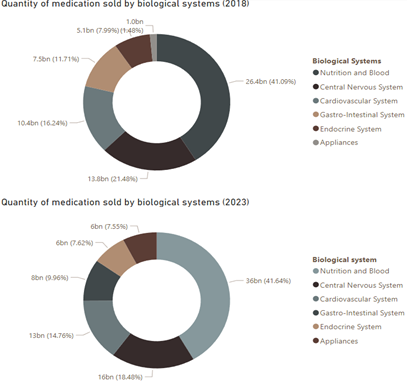 Quantity of medication sold by biological systems (2018)
1.0bn
5.1bn (7.99%) (1.48%)
7.5bn (11.71%)
26.4bn (41.09%)
10.4bn (16.24%)
13.8bn (21.48%)
Biological Systems
Nutrition and Blood
Central Nervous System
Cardiovascular System
Gastro-Intestinal System
Endocrine System
Appliances
Quantity of medication sold by biological systems (2023)
6bn (7.55%)
6bn (7.62%)
8bn (9.96%)
36bn (41.64%)
13bn (14.76%)
16bn (18.48%)
Biological system
Nutrition and Blood
Central Nervous System
Cardiovascular System
Gastro-Intestinal System
Endocrine System
Appliances